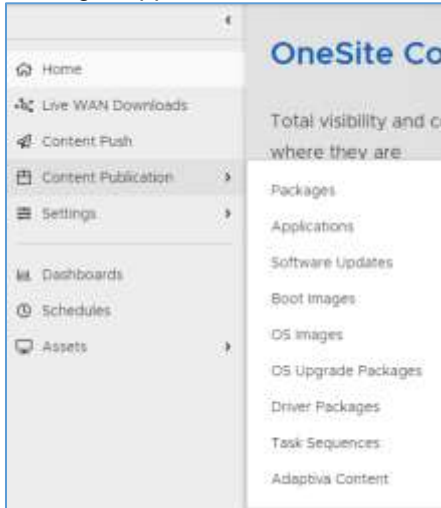 OneSite Co
Home
Live WAN Downloads
Content Push
Content Publication
Settings
Dashboards
Schedules
Assets
Total visibility and c
where they are
Packages
Applications
Software Updates
Boot Images
OS Images
OS Upgrade Packages
Driver Packages
Task Sequences
Adaptiva Content